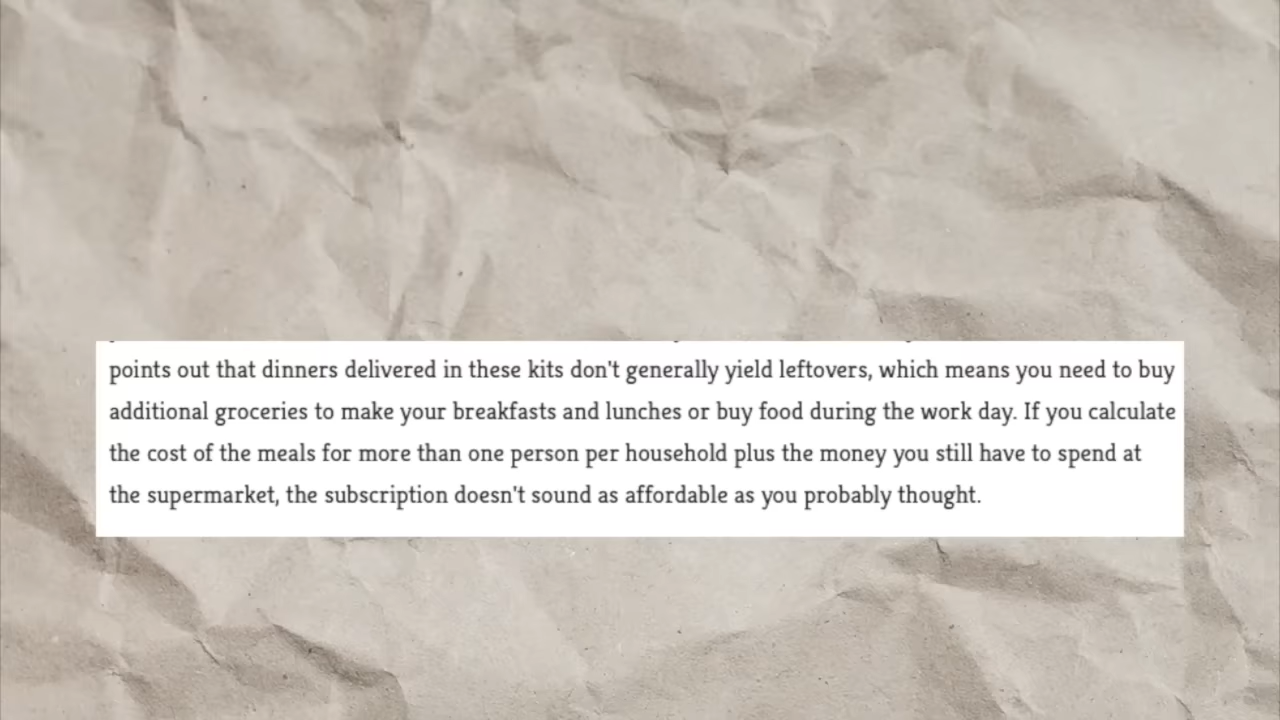 points out that dinners delivered in these kits don't generally yield leftovers, which means you need to buy
additional groceries to make your breakfasts and lunches or buy food during the work day. If you calculate
the cost of the meals for more than one person per household plus the money you still have to spend at
the supermarket, the subscription doesn't sound as affordable as you probably thought.